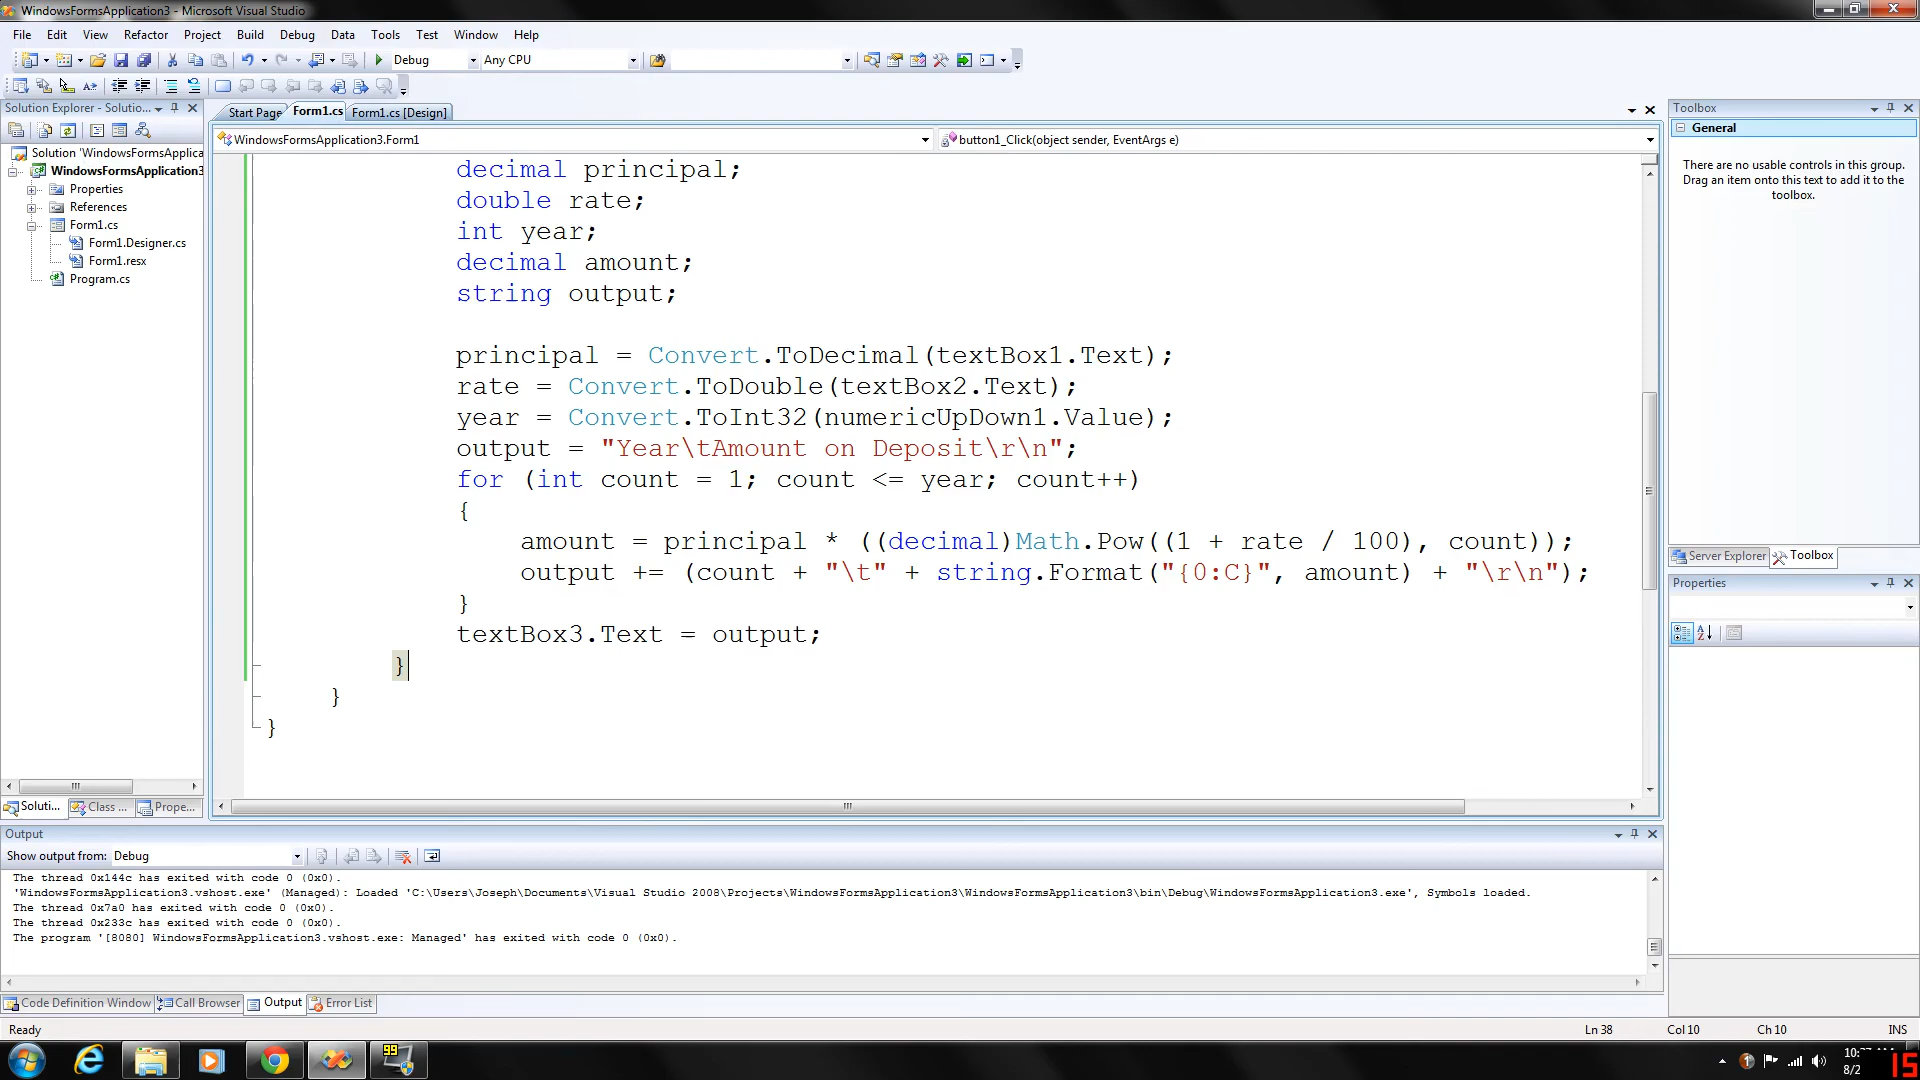 WindowsFormsApplication3 - Microsoft Visual Studio
File Edit View Refactor Project Build Debug Data Tools Test Window Help
Debug Any CPU
Solution Explorer - Solutio...
Start Page Form1.cs Form1.cs [Design]
Toolbox
General
WindowsFormsApplication3.Form1
button1_Click(object sender, EventArgs e)
Solution 'WindowsFormsApplica
WindowsFormsApplication3
Properties
References
Form1.cs
Form1.Designer.cs
Form1.resx
Program.cs
There are no usable controls in this group.
Drag an item onto this text to add it to the
toolbox.
decimal principal;
double rate;
int year;
decimal amount;
string output;
principal = Convert.ToDecimal(textBox1.Text);
rate = Convert.ToDouble(textBox2.Text);
year = Convert.ToInt32(numericUpDown1.Value);
output = "Year\tAmount on Deposit\r\n";
for (int count = 1; count <= year; count++)
{
amount = principal * ((decimal)Math.Pow((1 + rate / 100), count));
output += (count + "\t" + string.Format("{0:C}", amount) + "\r\n");
}
textBox3.Text = output;
}
}
}
Server Explorer Toolbox
Properties
Soluti... Class ... Prope...
Output
Show output from: Debug
The thread 0x144c has exited with code 0 (0x0).
'WindowsFormsApplication3.vshost.exe' (Managed): Loaded 'C:\Users\Joseph\Documents\Visual Studio 2008\Projects\WindowsFormsApplication3\WindowsFormsApplication3\bin\Debug\WindowsFormsApplication3.exe', Symbols loaded.
The thread 0x7a0 has exited with code 0 (0x0).
The thread 0x233c has exited with code 0 (0x0).
The program '[8080] WindowsFormsApplication3.vshost.exe: Managed' has exited with code 0 (0x0).
Code Definition Window Call Browser Output Error List
Ready Ln 38 Col 10 Ch 10 INS
99
8/2
15